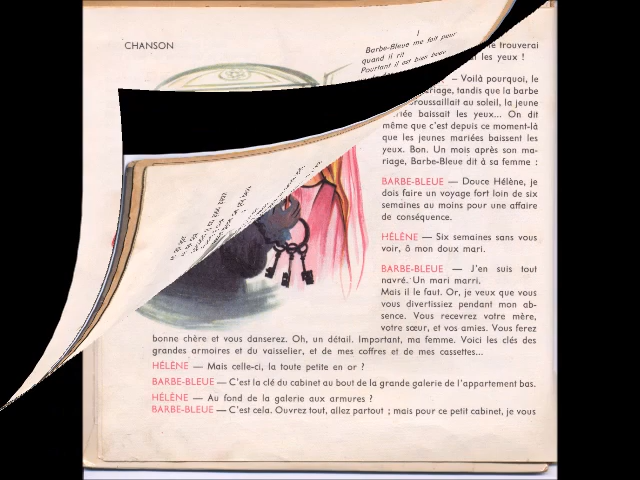 CHANSON
I
Barbe-Bleue me fait peur
quand il rit
Pourtant il est bien beau
trouverai
les yeux !
– Voilà pourquoi, le
tandis que la barbe
broussaillait au soleil, la jeune
baissait les yeux... On dit
même que c'est depuis ce moment-là
que les jeunes mariées baissent les
yeux. Bon. Un mois après son ma-
riage, Barbe-Bleue dit à sa femme :
BARBE-BLEUE — Douce Hélène, je
dois faire un voyage fort loin de six
semaines au moins pour une affaire
de conséquence.
HÉLÈNE — Six semaines sans vous
voir, ô mon doux mari.
BARBE-BLEUE — J'en suis tout
navré. Un mari marri.
Mais il le faut. Or, je veux que vous
vous divertissiez pendant mon ab-
sence. Vous recevrez votre mère,
votre sœur, et vos amies. Vous ferez
bonne chère et vous danserez. Oh, un détail. Important, ma femme. Voici les clés des
grandes armoires et du vaisselier, et de mes coffres et de mes cassettes...
HÉLÈNE — Mais celle-ci, la toute petite en or ?
BARBE-BLEUE — C'est la clé du cabinet au bout de la grande galerie de l'appartement bas.
HÉLÈNE — Au fond de la galerie aux armures ?
BARBE-BLEUE — C'est cela. Ouvrez tout, allez partout ; mais pour ce petit cabinet, je vous